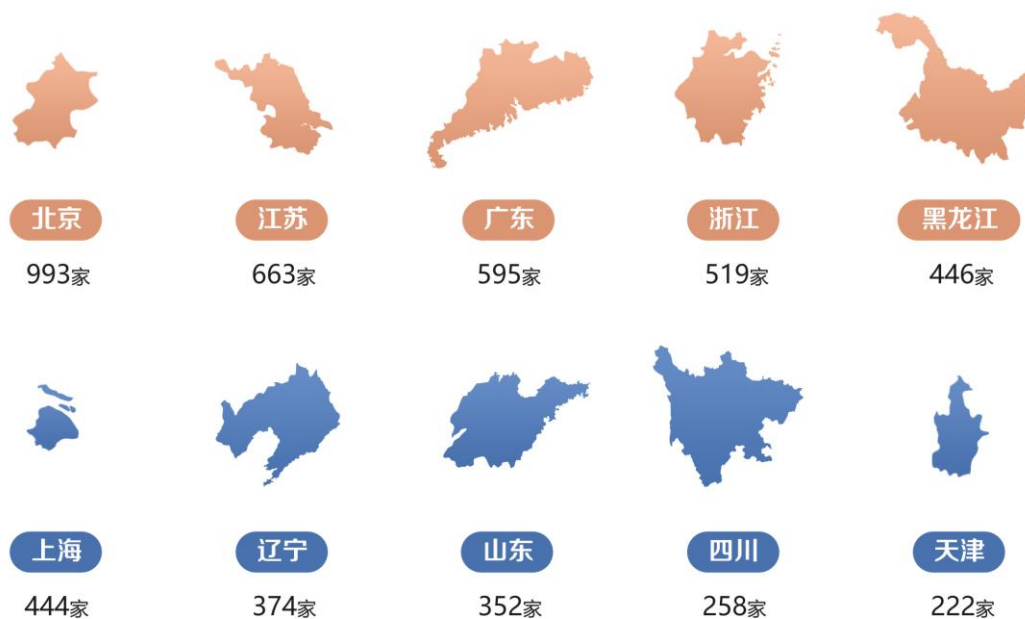 北京 江苏 广东 浙江 黑龙江
993家 663家 595家 519家 446家
上海 辽宁 山东 四川 天津
444家 374家 352家 258家 222家